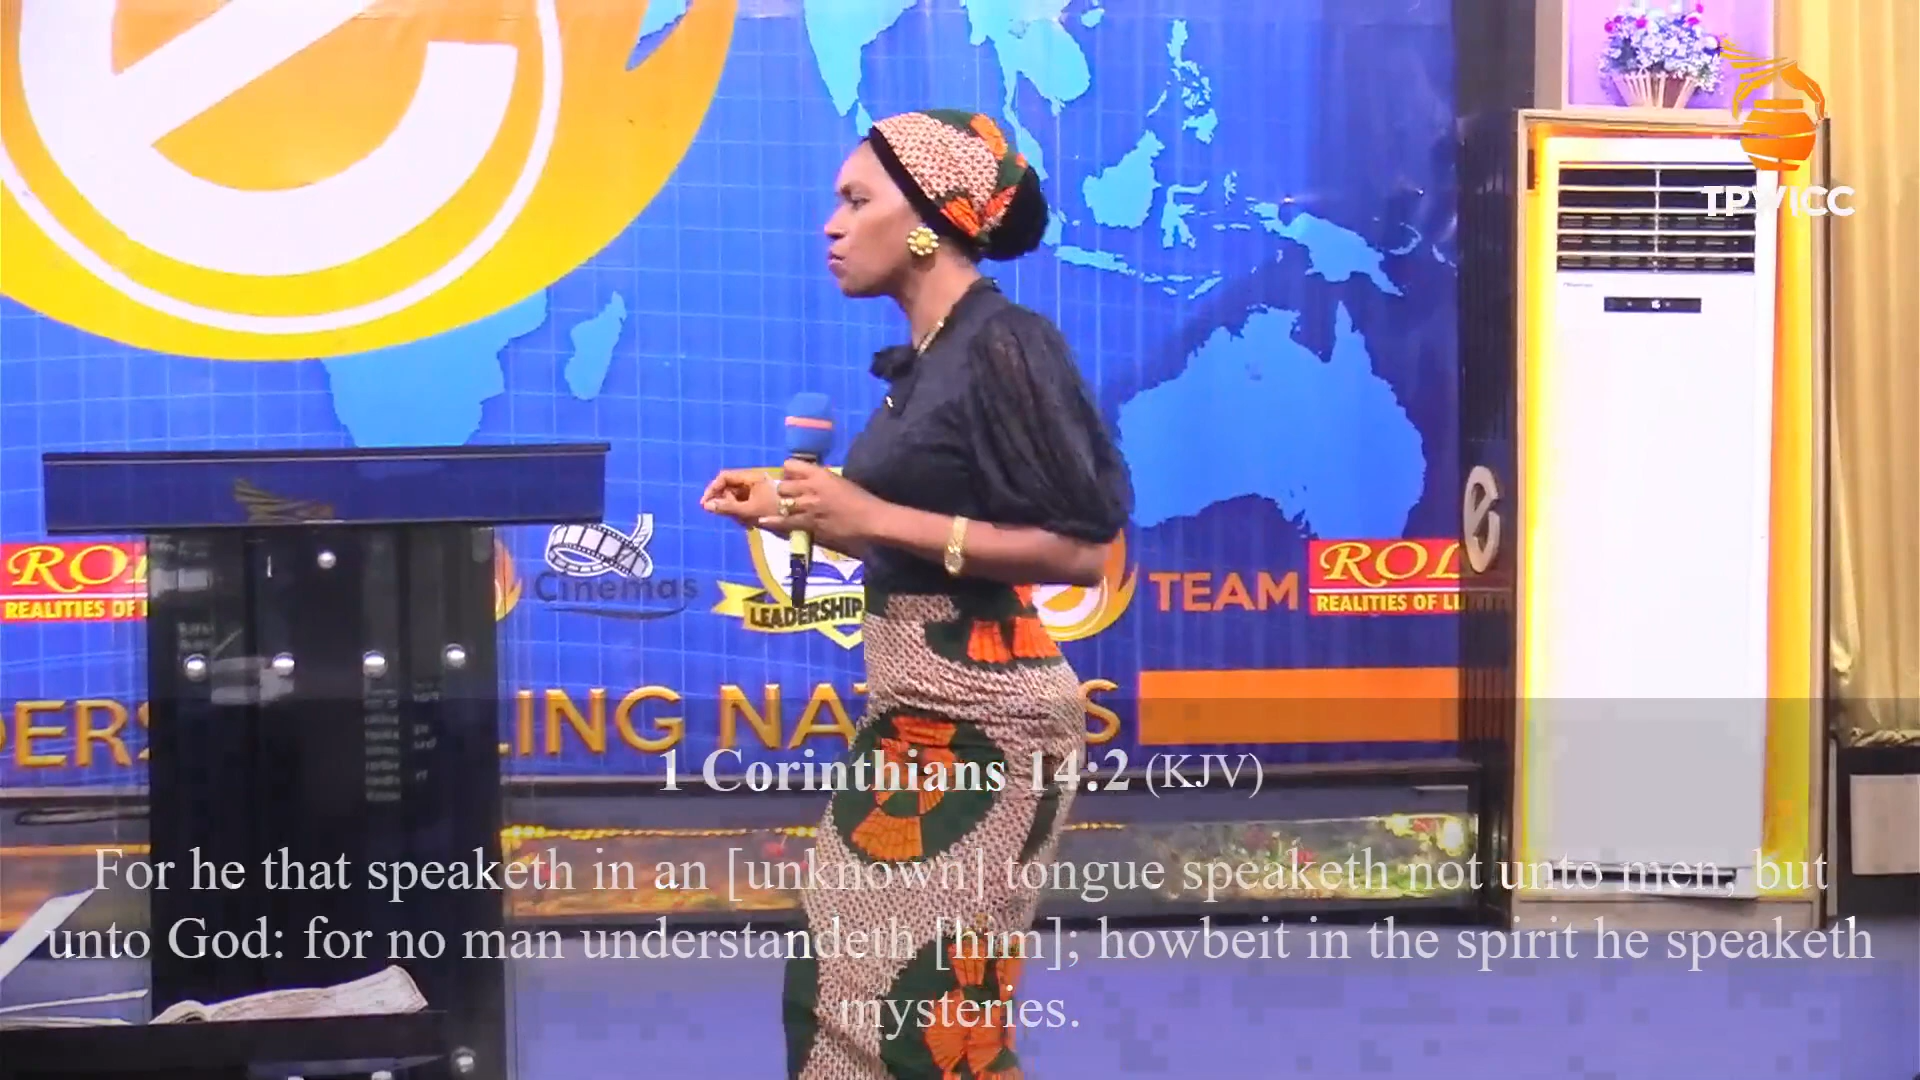 TPWICC
ROL
REALITIES OF L
Cinemas
LEADERSHIP
TEAM
ROL
REALITIES OF LI
e
DERS
LING NAT S
1 Corinthians 14:2 (KJV)
For he that speaketh in an [unknown] tongue speaketh not unto men, but
unto God: for no man understandeth [him]; howbeit in the spirit he speaketh
mysteries.